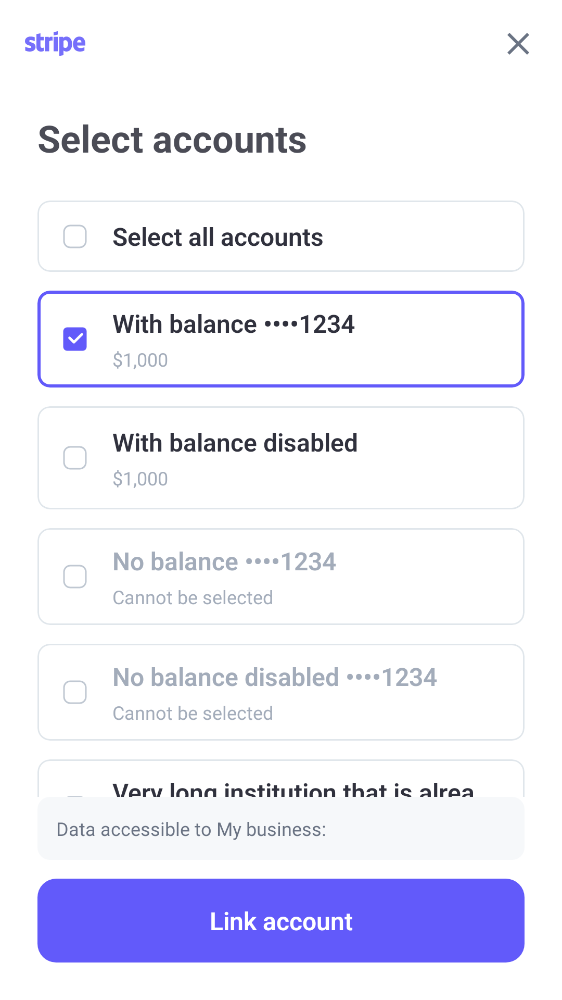 stripe
Select accounts
Select all accounts
With balance ••••1234
$1,000
With balance disabled
$1,000
No balance ••••1234
Cannot be selected
No balance disabled ••••1234
Cannot be selected
Very long institution that is alrea
Data accessible to My business:
Link account